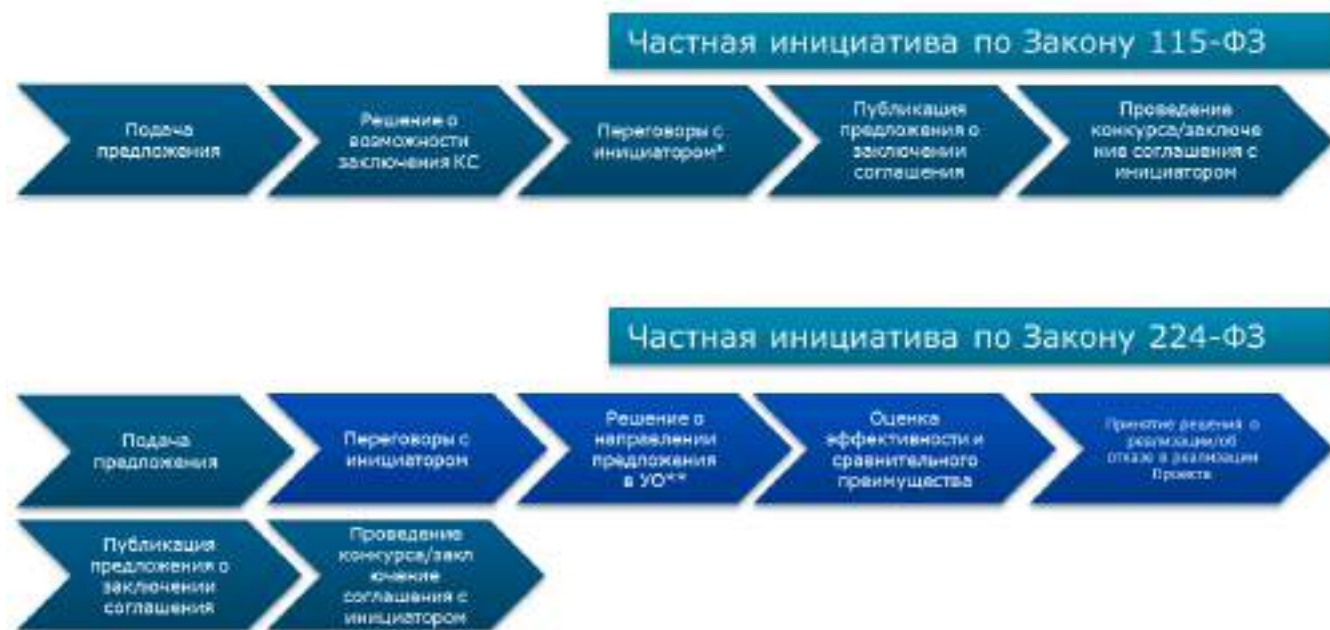 Частная инициатива по Закону 115-ФЗ
Подача
предложения
Решение о
возможности
заключения КС
Переговоры с
инициатором*
Публикация
предложения о
заключении
соглашения
Проведение
конкурса/заключе
ние соглашения с
инициатором
Частная инициатива по Закону 224-ФЗ
Подача
предложения
Переговоры с
инициатором
Решение о
направлении
предложения
в УО**
Оценка
эффективности и
сравнительного
преимущества
Принятие решения о
реализации/об
отказе в реализации
Проекта
Публикация
предложения о
заключении
соглашения
Проведение
конкурса/закл
ючение
соглашения с
инициатором